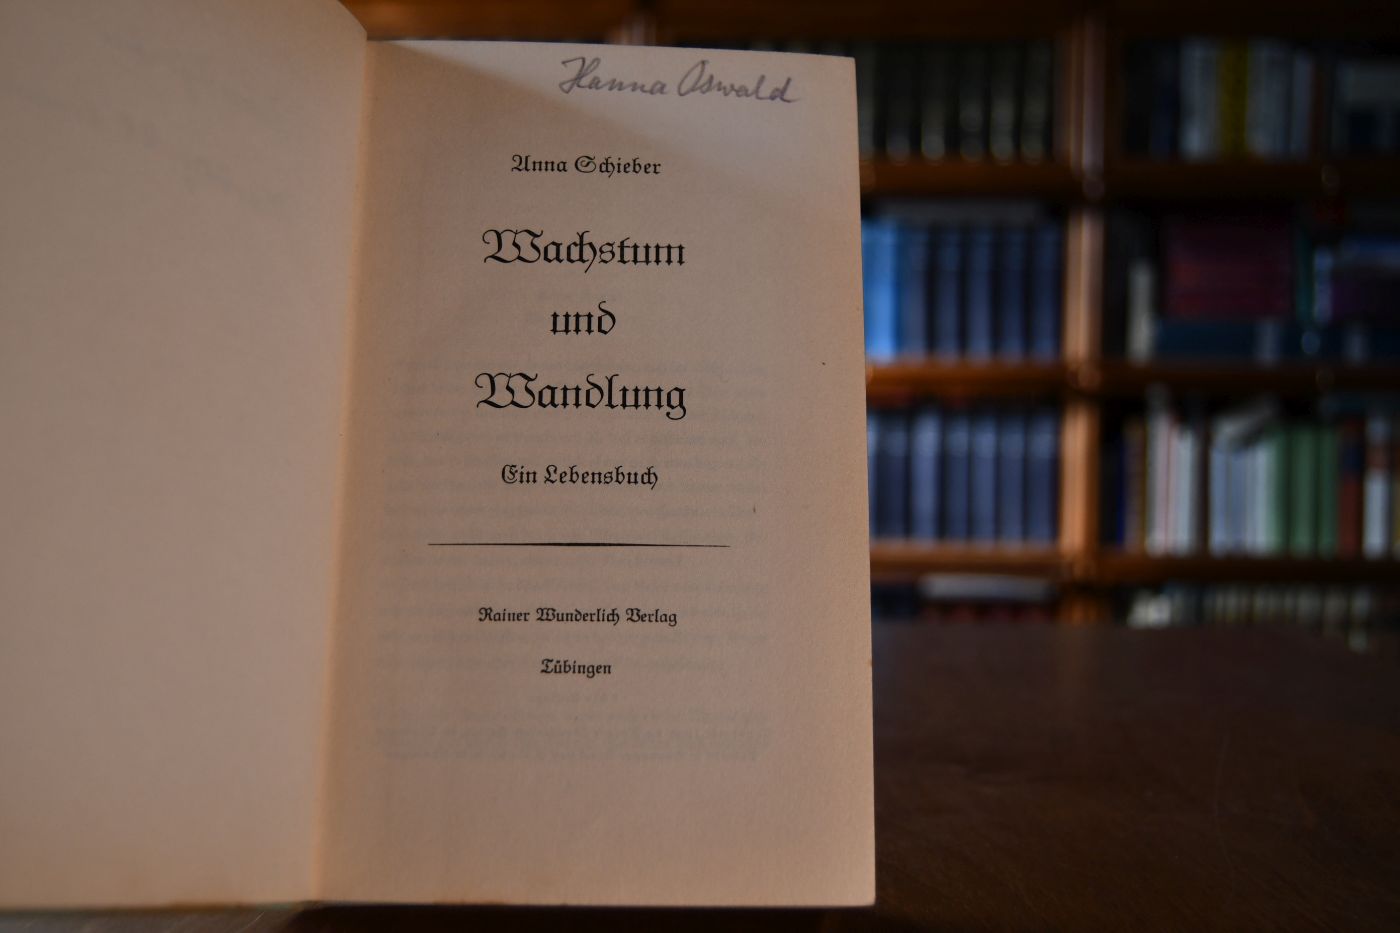 Hanna Oswald
Anna Schieber
Wachstum
und
Wandlung
Ein Lebensbuch
Rainer Wunderlich Verlag
Tübingen